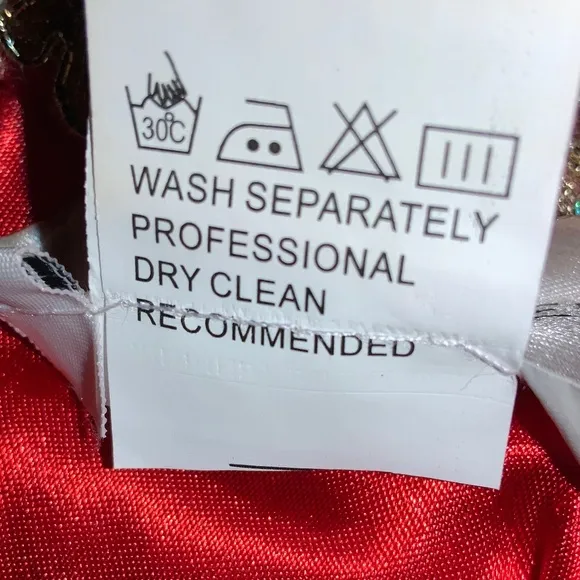 30°C
WASH SEPARATELY
PROFESSIONAL
DRY CLEAN
RECOMMENDED